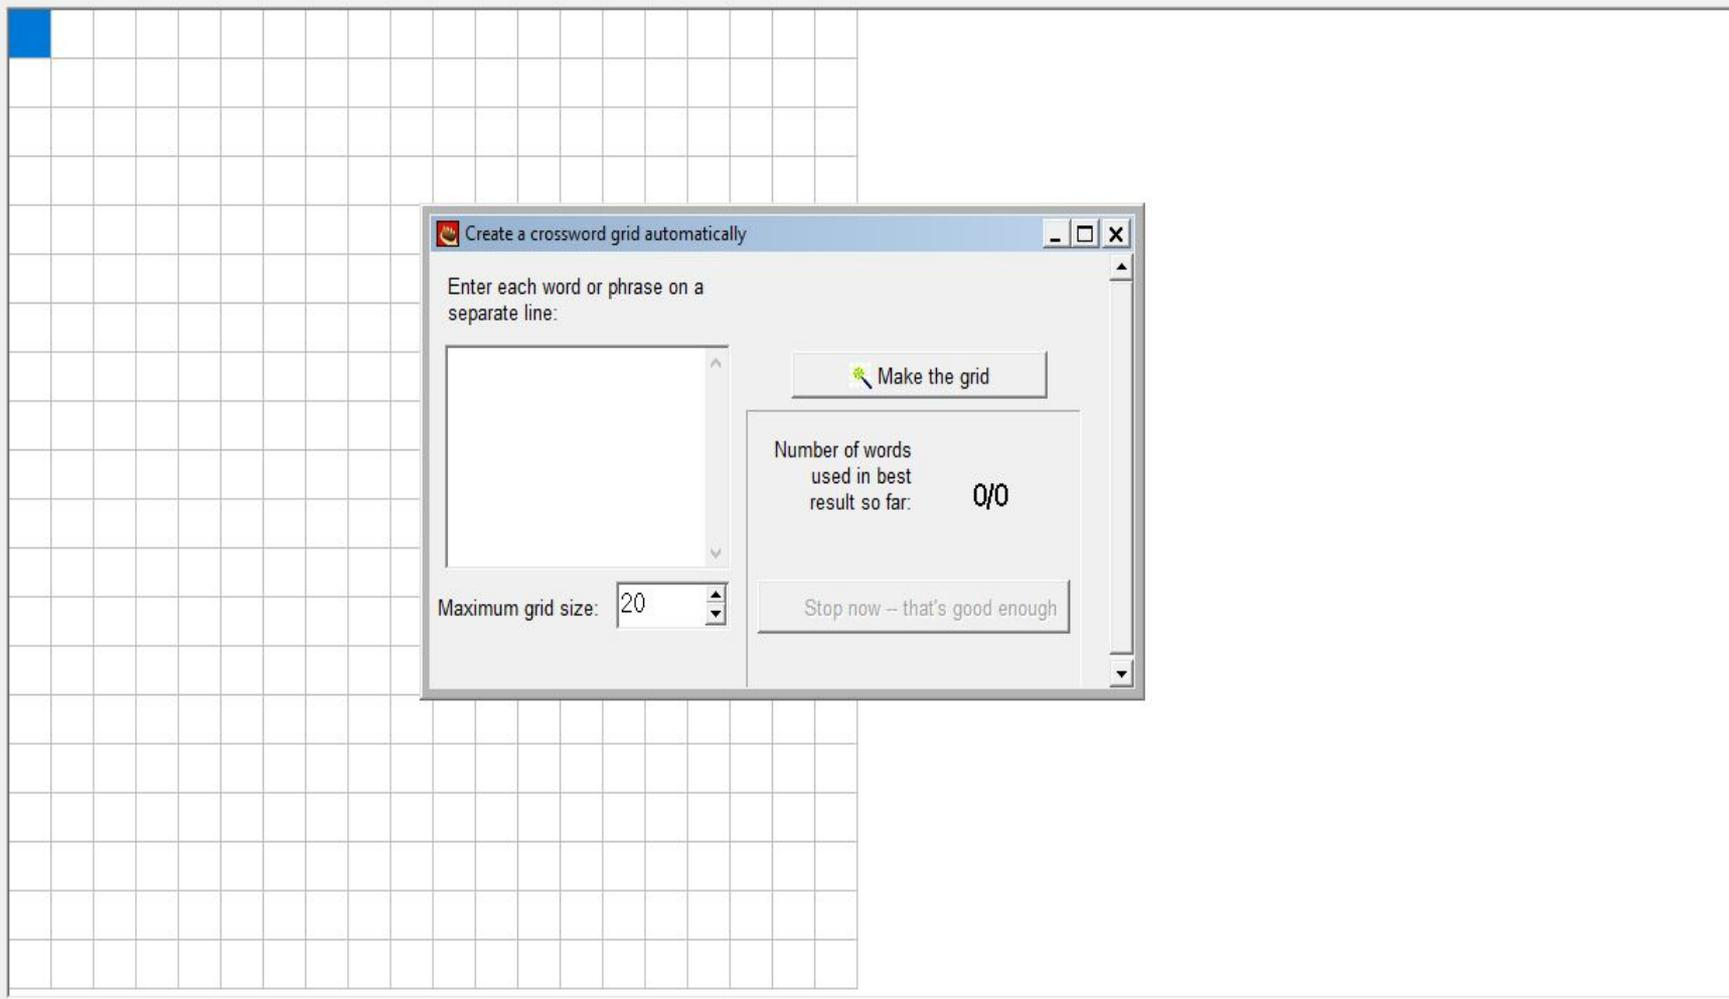 Create a crossword grid automatically
Enter each word or phrase on a
separate line:
Make the grid
Number of words
used in best
result so far:
0/0
Maximum grid size:
20
Stop now -- that's good enough